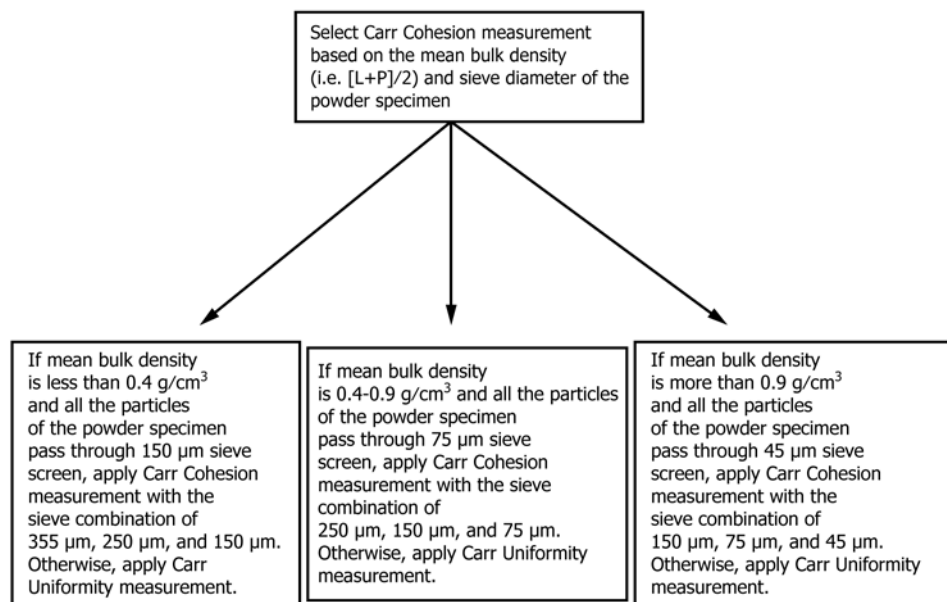 Select Carr Cohesion measurement
based on the mean bulk density
(i.e. [L+P]/2) and sieve diameter of the
powder specimen
If mean bulk density
is less than 0.4 g/cm³
and all the particles
of the powder specimen
pass through 150 µm sieve
screen, apply Carr Cohesion
measurement with the
sieve combination of
355 µm, 250 µm, and 150 µm.
Otherwise, apply Carr
Uniformity measurement.
If mean bulk density
is 0.4-0.9 g/cm³ and all the particles
of the powder specimen
pass through 75 µm sieve
screen, apply Carr Cohesion
measurement with the sieve
combination of
250 µm, 150 µm, and 75 µm.
Otherwise, apply Carr Uniformity
measurement.
If mean bulk density
is more than 0.9 g/cm³
and all the particles
of the powder specimen
pass through 45 µm sieve
screen, apply Carr Cohesion
measurement with the
sieve combination of
150 µm, 75 µm, and 45 µm.
Otherwise, apply Carr Uniformity
measurement.